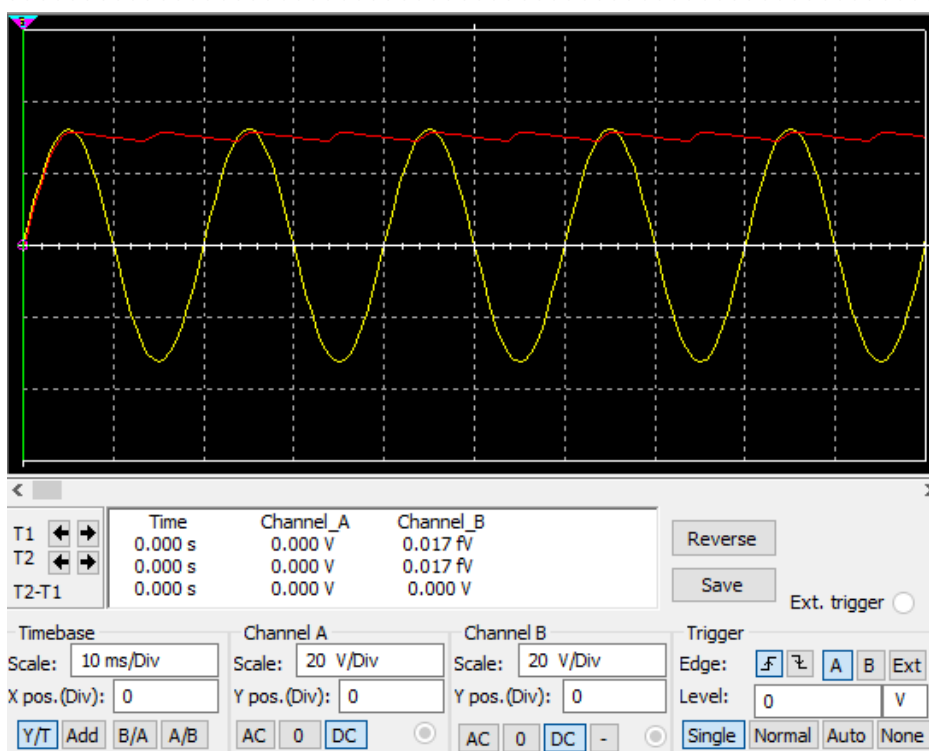 Time Channel_A Channel_B
T1 0.000 s 0.000 V 0.017 fV
T2 0.000 s 0.000 V 0.017 fV
T2-T1 0.000 s 0.000 V 0.000 V
Reverse
Save
Ext. trigger
Timebase
Scale: 10 ms/Div
X pos.(Div): 0
Y/T Add B/A A/B
Channel A
Scale: 20 V/Div
Y pos.(Div): 0
AC 0 DC
Channel B
Scale: 20 V/Div
Y pos.(Div): 0
AC 0 DC -
Trigger
Edge: A B Ext
Level: 0 V
Single Normal Auto None